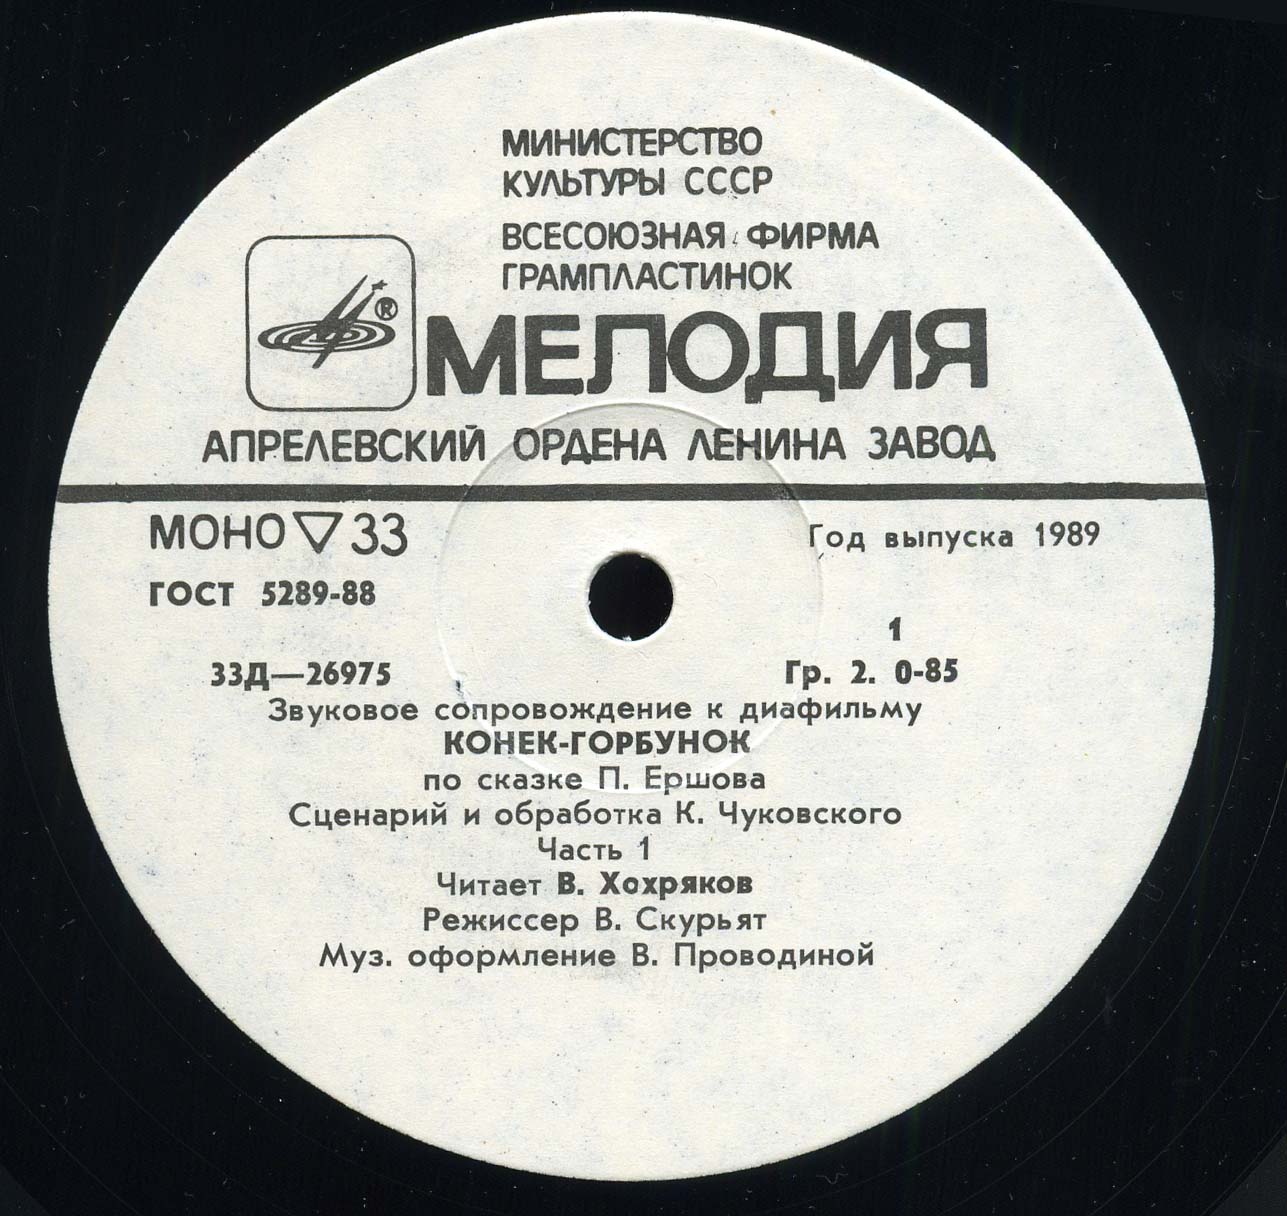 МИНИСТЕРСТВО
КУЛЬТУРЫ СССР
ВСЕСОЮЗНАЯ ФИРМА
ГРАМПЛАСТИНОК
®
МЕЛОДИЯ
АПРЕЛЕВСКИЙ ОРДЕНА ЛЕНИНА ЗАВОД
МОНО ▽ 33
Год выпуска 1989
ГОСТ 5289-88
1
33Д—26975
Гр. 2. 0-85
Звуковое сопровождение к диафильму
КОНЕК-ГОРБУНОК
по сказке П. Ершова
Сценарий и обработка К. Чуковского
Часть 1
Читает В. Хохряков
Режиссер В. Скурьят
Муз. оформление В. Проводиной